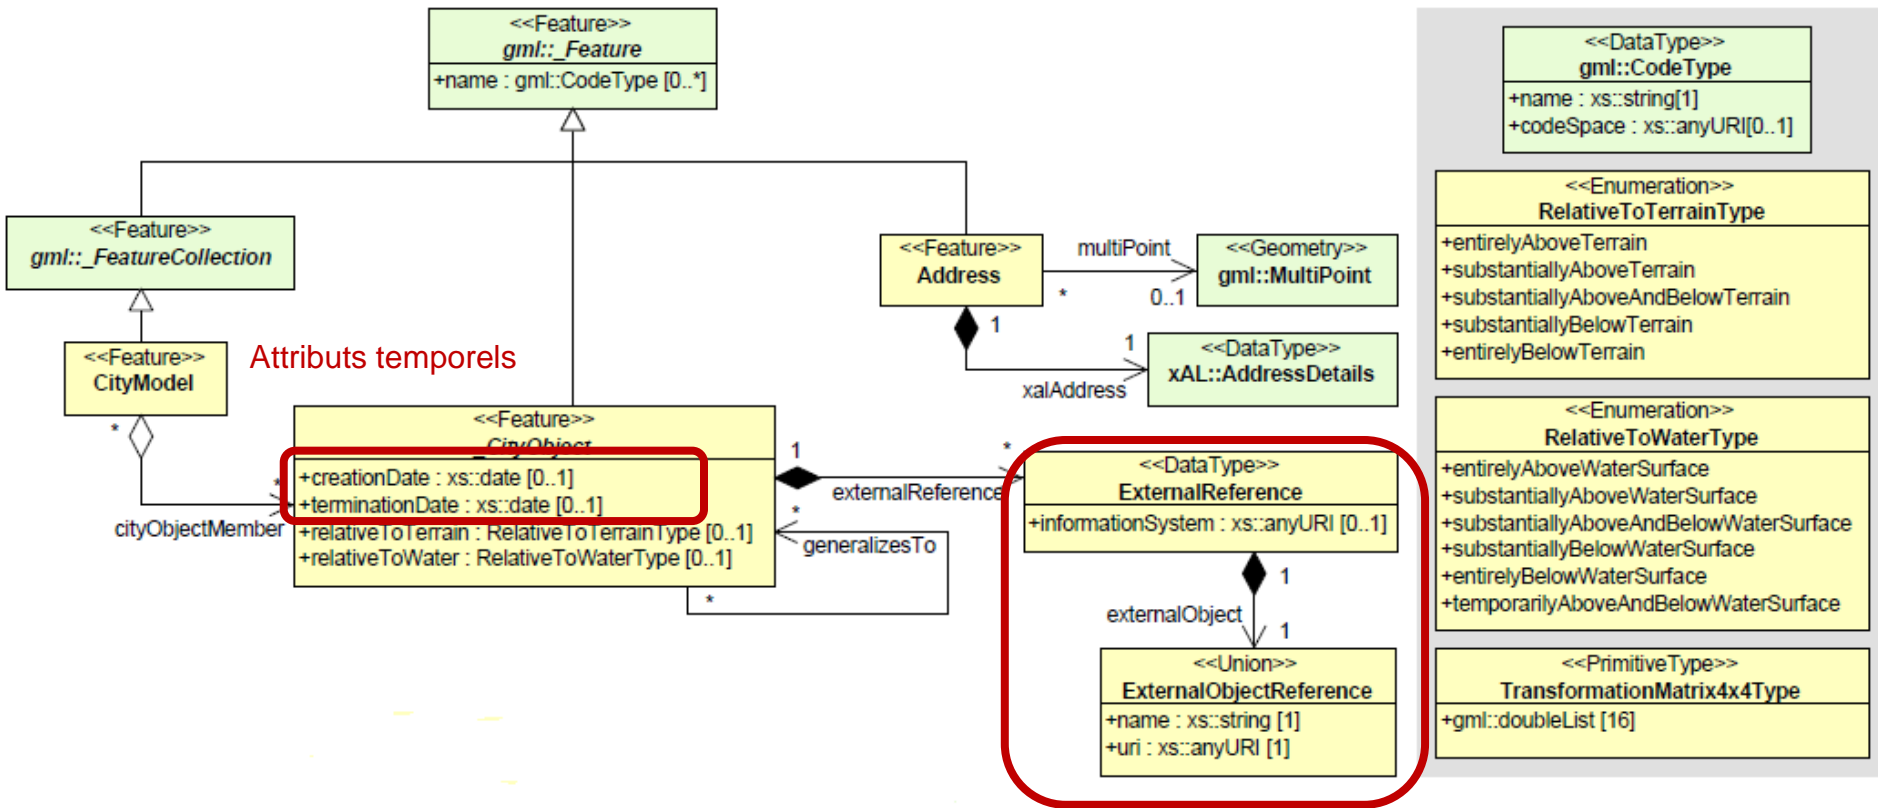 <<Feature>>
gml::_Feature
+name : gml::CodeType [0..*]
<<Feature>>
gml::_FeatureCollection
<<Feature>>
CityModel
*
*
cityObjectMember
Attributs temporels
<<Feature>>
_CityObject
+creationDate : xs::date [0..1]
+terminationDate : xs::date [0..1]
+relativeToTerrain : RelativeToTerrainType [0..1]
+relativeToWater : RelativeToWaterType [0..1]
1
*
externalReference
*
generalizesTo
*
<<Feature>>
Address
multiPoint
*
0..1
<<Geometry>>
gml::MultiPoint
1
1
xalAddress
<<DataType>>
xAL::AddressDetails
<<DataType>>
ExternalReference
+informationSystem : xs::anyURI [0..1]
1
externalObject
1
<<Union>>
ExternalObjectReference
+name : xs::string [1]
+uri : xs::anyURI [1]
<<DataType>>
gml::CodeType
+name : xs::string[1]
+codeSpace : xs::anyURI[0..1]
<<Enumeration>>
RelativeToTerrainType
+entirelyAboveTerrain
+substantiallyAboveTerrain
+substantiallyAboveAndBelowTerrain
+substantiallyBelowTerrain
+entirelyBelowTerrain
<<Enumeration>>
RelativeToWaterType
+entirelyAboveWaterSurface
+substantiallyAboveWaterSurface
+substantiallyAboveAndBelowWaterSurface
+substantiallyBelowWaterSurface
+entirelyBelowWaterSurface
+temporarilyAboveAndBelowWaterSurface
<<PrimitiveType>>
TransformationMatrix4x4Type
+gml::doubleList [16]